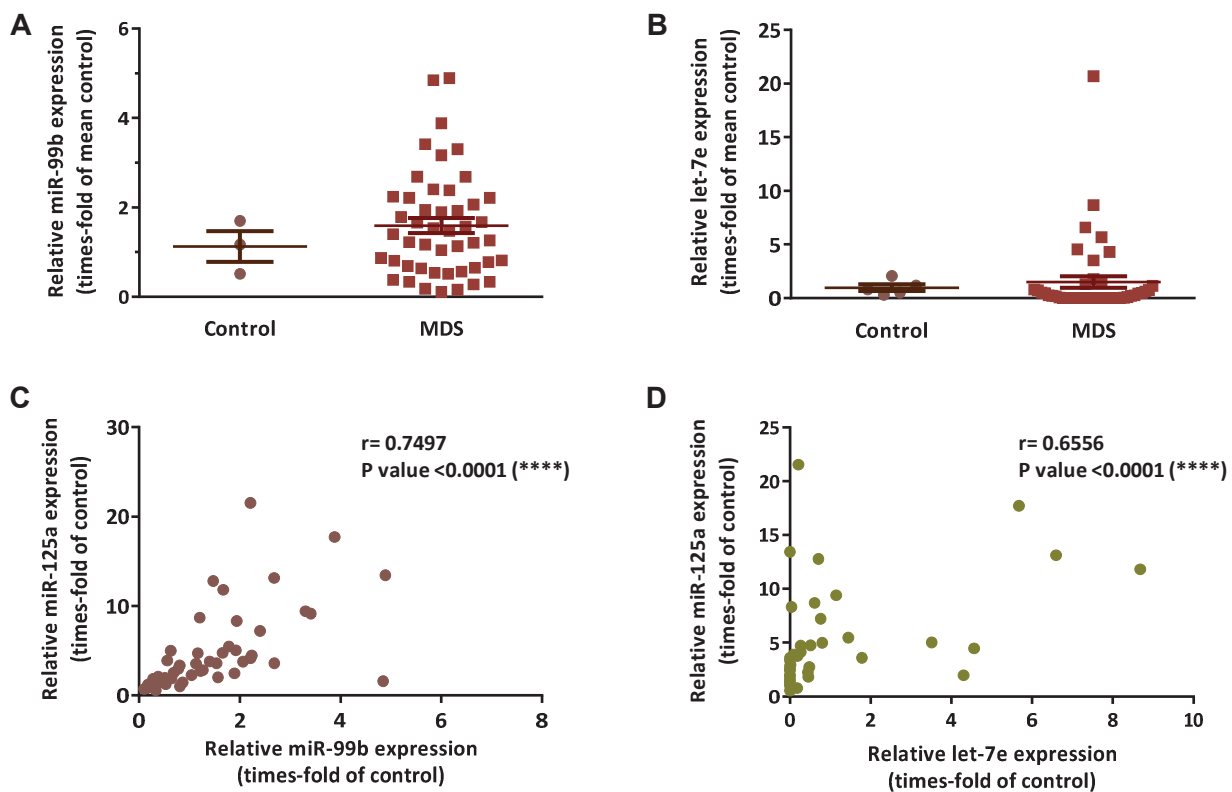 A
Relative miR-99b expression
(times-fold of mean control)
6
4
2
0
Control
MDS
B
Relative let-7e expression
(times-fold of mean control)
25
20
15
10
5
0
Control
MDS
C
Relative miR-125a expression
(times-fold of control)
30
20
10
0
r= 0.7497
P value <0.0001 (****)
0 2 4 6 8
Relative miR-99b expression
(times-fold of control)
D
Relative miR-125a expression
(times-fold of control)
25
20
15
10
5
0
r= 0.6556
P value <0.0001 (****)
0 2 4 6 8 10
Relative let-7e expression
(times-fold of control)